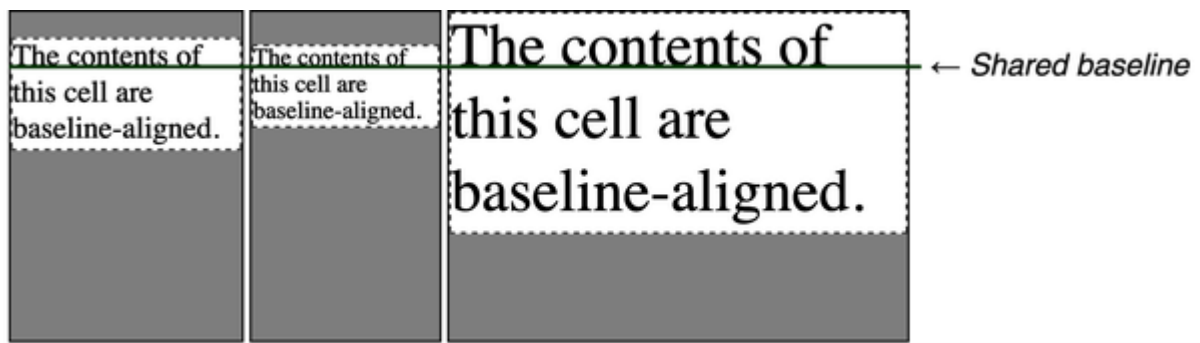 The contents of
this cell are
baseline-aligned.
The contents of
this cell are
baseline-aligned.
The contents of
this cell are
baseline-aligned.
← Shared baseline